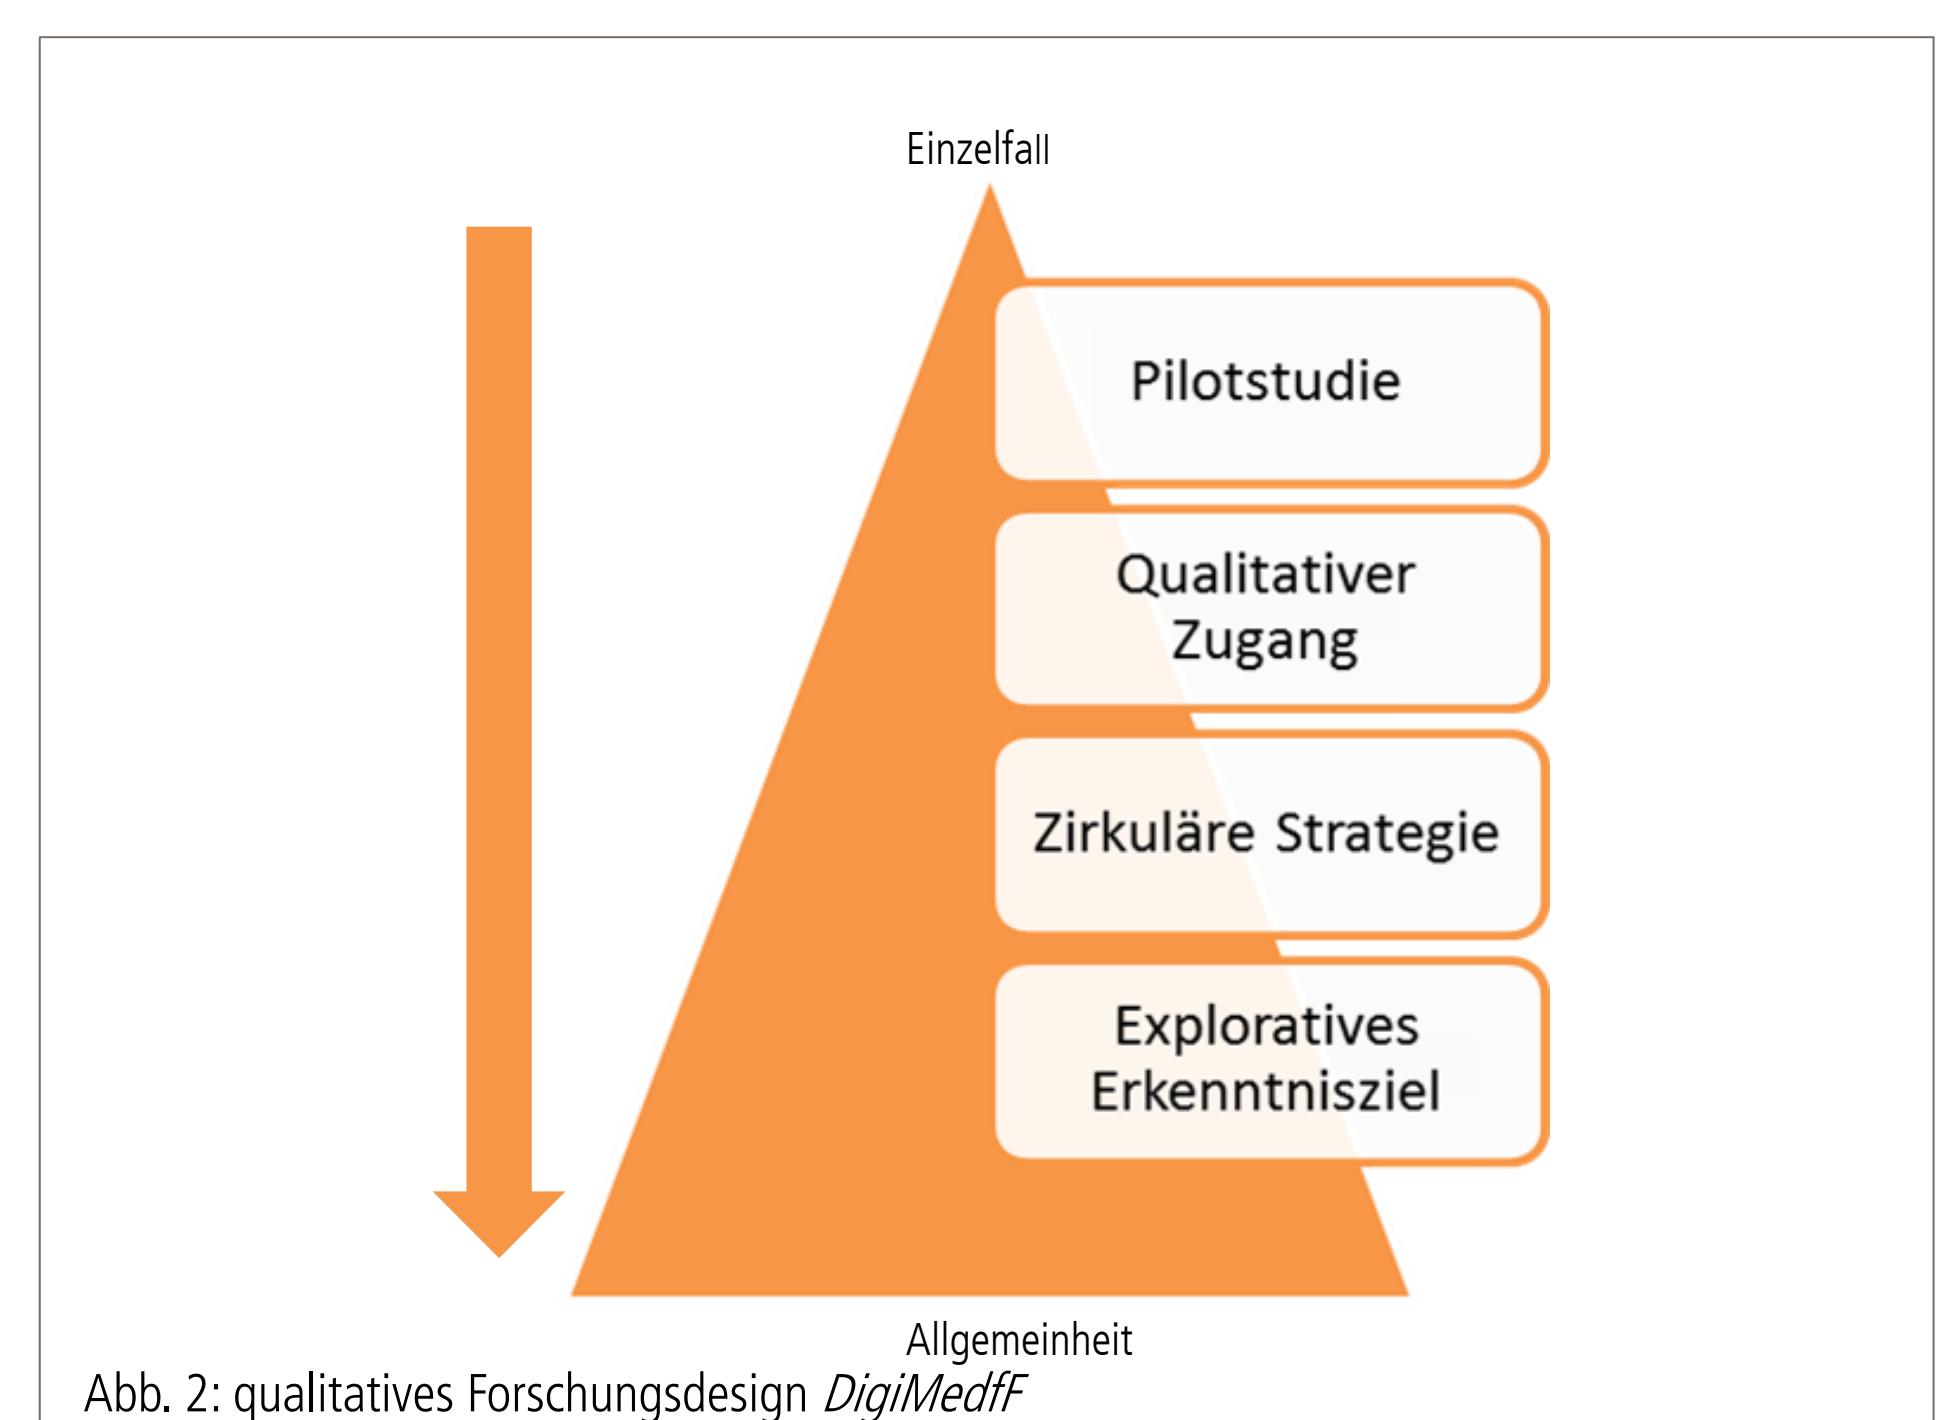 Einzelfall
Pilotstudie
Qualitativer
Zugang
Zirkuläre Strategie
Exploratives
Erkenntnisziel
Allgemeinheit
Abb. 2: qualitatives Forschungsdesign DigiMedfF